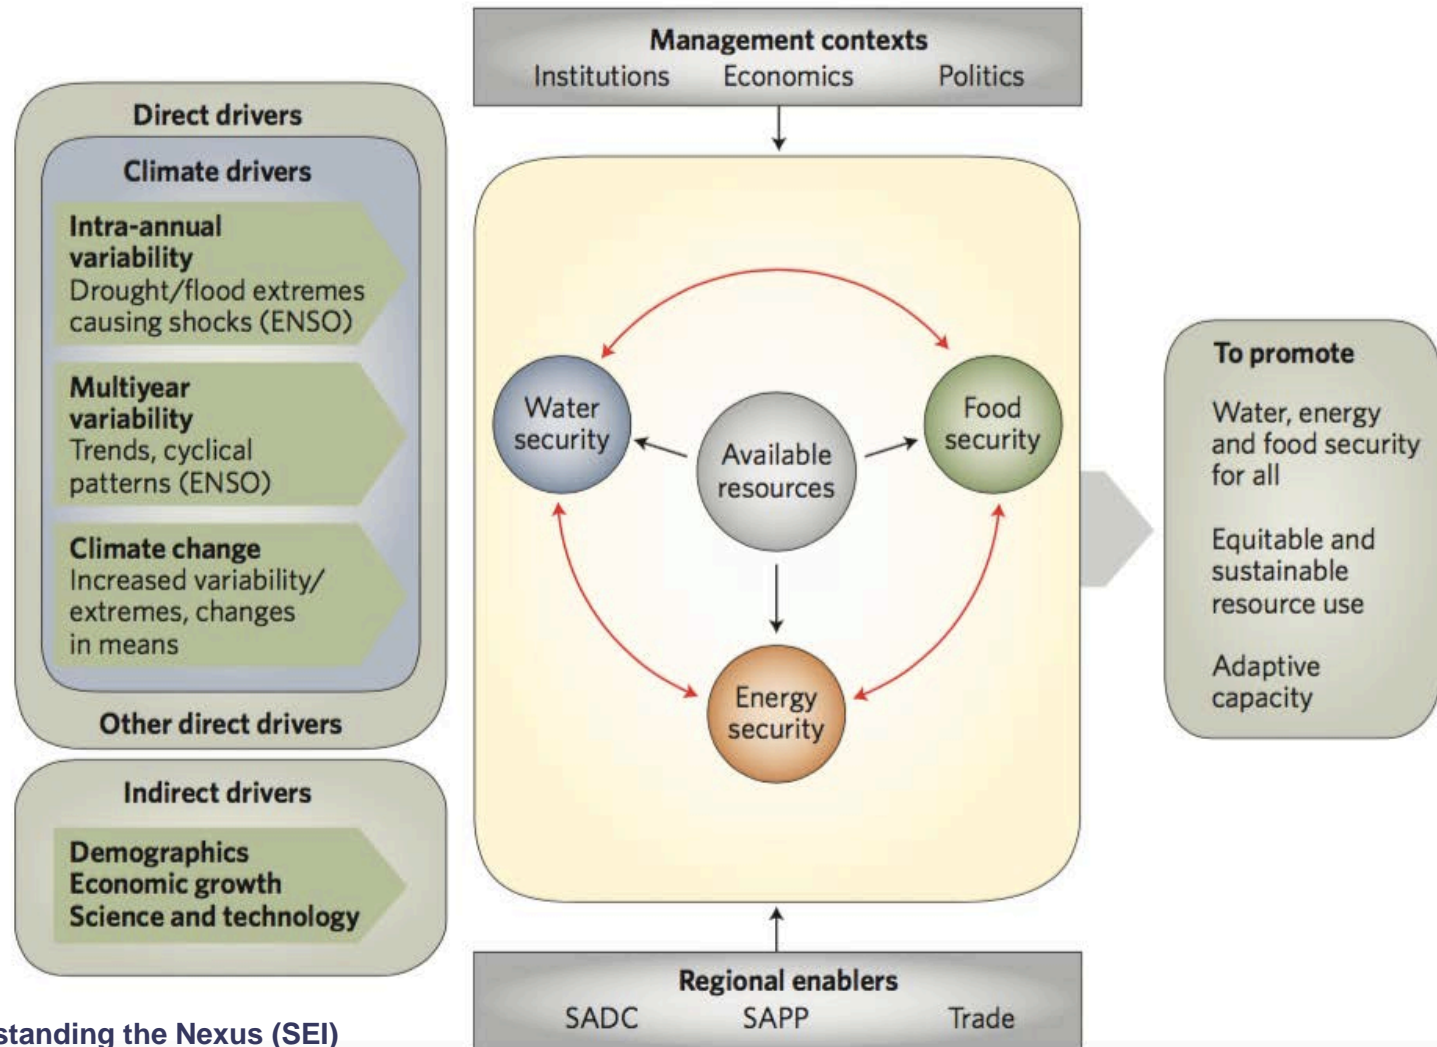 Management contexts
Institutions Economics Politics
Direct drivers
Climate drivers
Intra-annual
variability
Drought/flood extremes
causing shocks (ENSO)
Multiyear
variability
Trends, cyclical
patterns (ENSO)
Climate change
Increased variability/
extremes, changes
in means
Other direct drivers
Indirect drivers
Demographics
Economic growth
Science and technology
Water
security
Available
resources
Food
security
Energy
security
To promote
Water, energy
and food security
for all
Equitable and
sustainable
resource use
Adaptive
capacity
Regional enablers
SADC SAPP Trade
standing the Nexus (SEI)